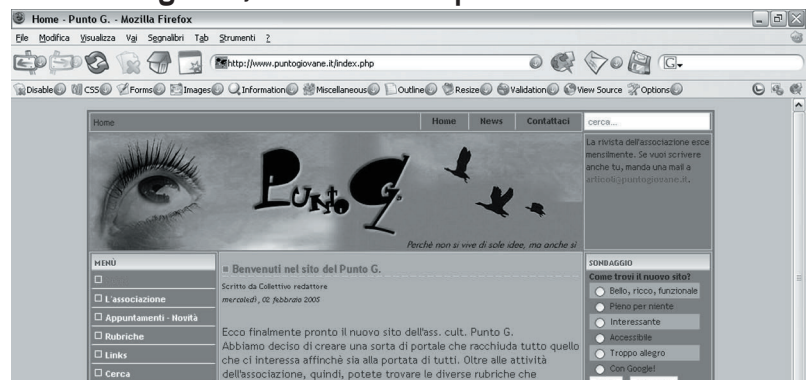 Home - Punto G. - Mozilla Firefox
File Modifica Visualizza Vai Segnalibri Tab Strumenti ?
http://www.puntogiovane.it/index.php
G
Disable CSS Forms Images Information Miscellaneous Outline Resize Validation View Source Options
Home
Home News Contattaci
cerca...
PUNTO G.
Perchè non si vive di sole idee, ma anche si
La rivista dell'associazione esce
mensilmente. Se vuoi scrivere
anche tu, manda una mail a
@puntogiovane.it.
MENÙ
L'associazione
Appuntamenti - Novità
Rubriche
Links
Cerca
Benvenuti nel sito del Punto G.
Scritto da Collettivo redattore
mercoledì, 02 febbraio 2005
Ecco finalmente pronto il nuovo sito dell'ass. cult. Punto G.
Abbiamo deciso di creare una sorta di portale che racchiuda tutto quello
che ci interessa affinchè sia alla portata di tutti. Oltre alle attività
dell'associazione, quindi, potete trovare le diverse rubriche che
SONDAGGIO
Come trovi il nuovo sito?
Bello, ricco, funzionale
Pieno per niente
Interessante
Accessibile
Troppo allegro
Con Google!